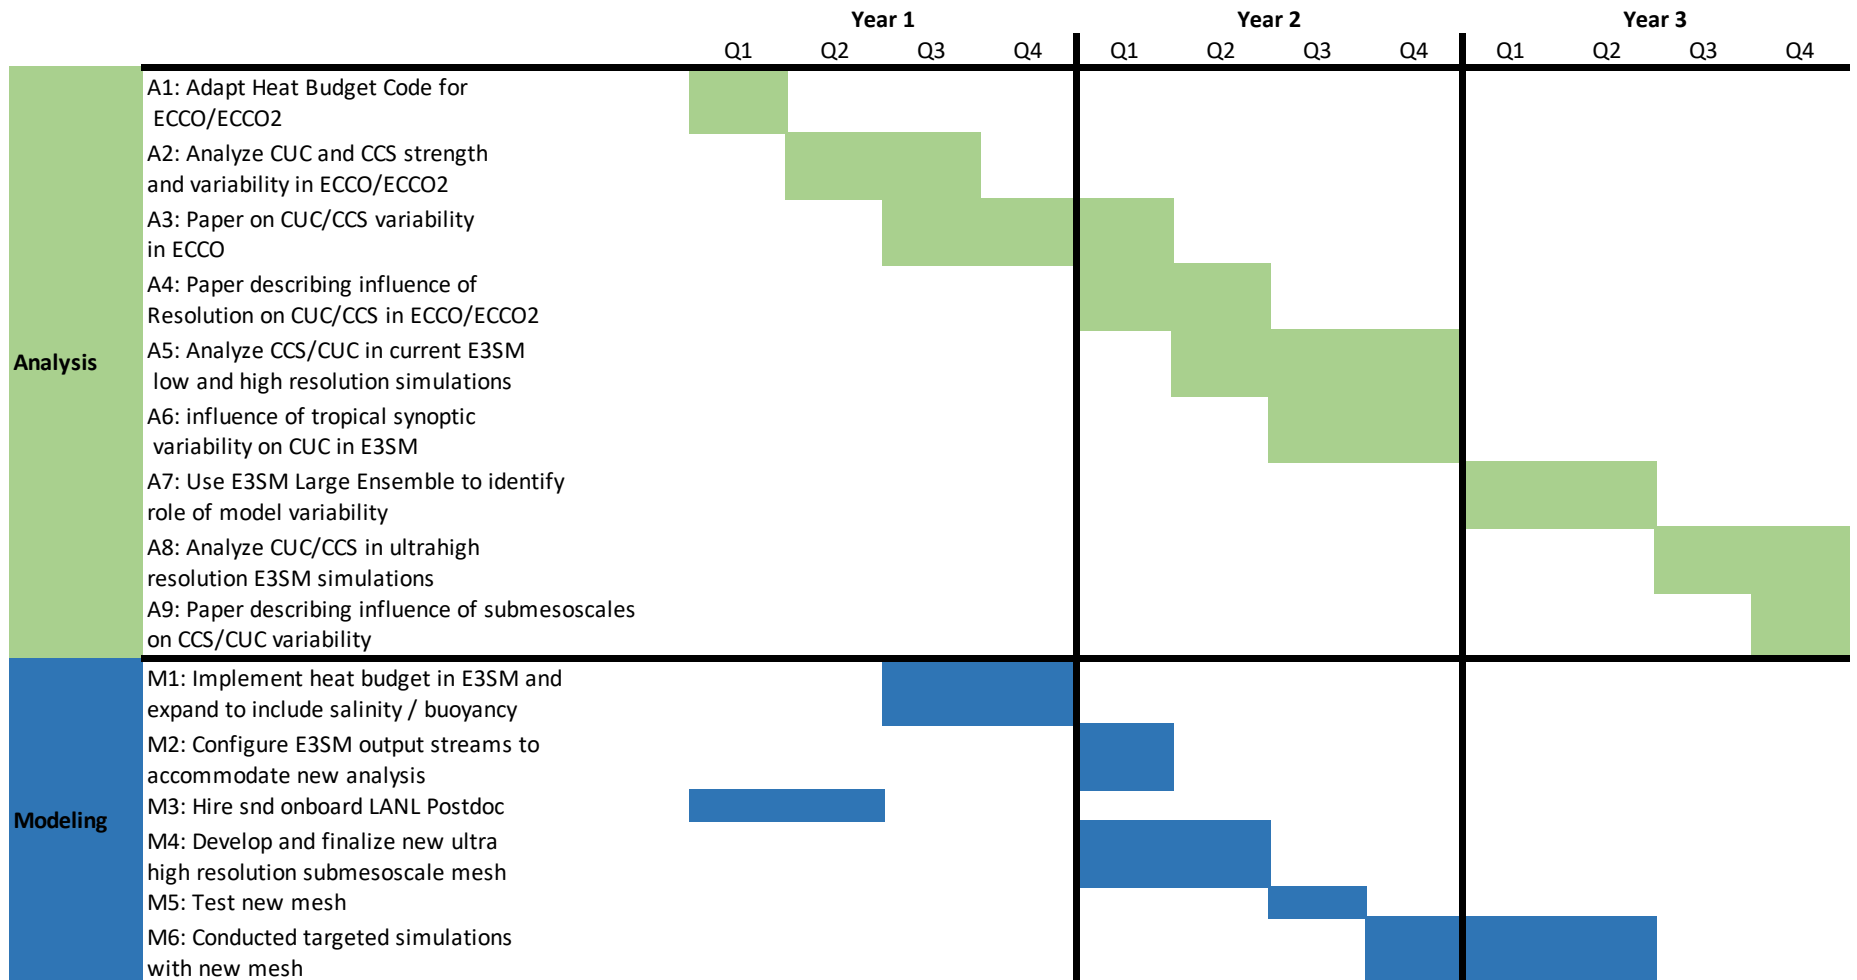 Year 1 Year 2 Year 3
Q1 Q2 Q3 Q4 Q1 Q2 Q3 Q4 Q1 Q2 Q3 Q4
Analysis
A1: Adapt Heat Budget Code for
ECCO/ECCO2
A2: Analyze CUC and CCS strength
and variability in ECCO/ECCO2
A3: Paper on CUC/CCS variability
in ECCO
A4: Paper describing influence of
Resolution on CUC/CCS in ECCO/ECCO2
A5: Analyze CCS/CUC in current E3SM
low and high resolution simulations
A6: influence of tropical synoptic
variability on CUC in E3SM
A7: Use E3SM Large Ensemble to identify
role of model variability
A8: Analyze CUC/CCS in ultrahigh
resolution E3SM simulations
A9: Paper describing influence of submesoscales
on CCS/CUC variability
Modeling
M1: Implement heat budget in E3SM and
expand to include salinity / buoyancy
M2: Configure E3SM output streams to
accommodate new analysis
M3: Hire snd onboard LANL Postdoc
M4: Develop and finalize new ultra
high resolution submesoscale mesh
M5: Test new mesh
M6: Conducted targeted simulations
with new mesh